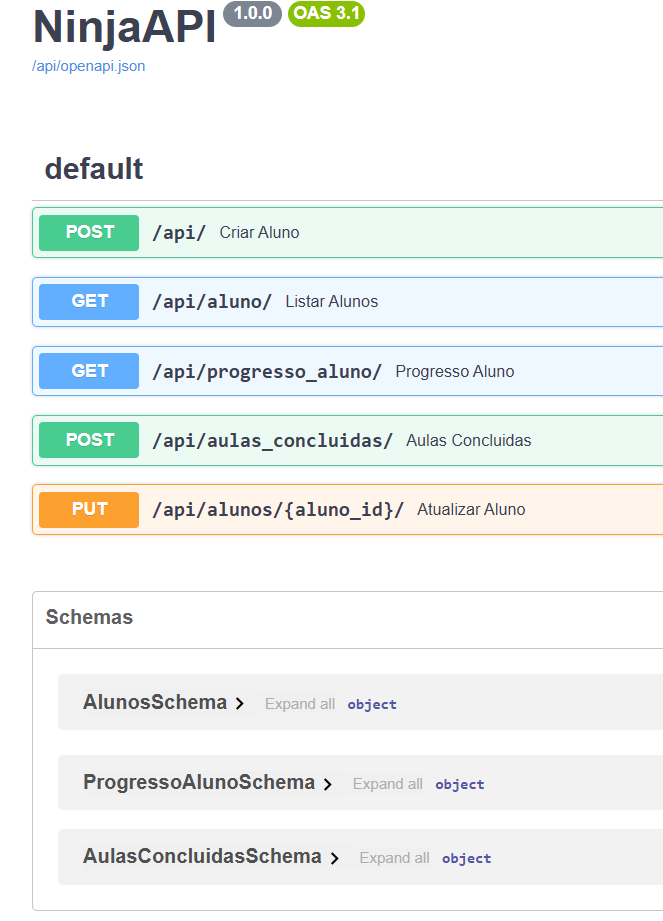 NinjaAPI 1.0.0 OAS 3.1
/api/openapi.json
default
POST /api/ Criar Aluno
GET /api/aluno/ Listar Alunos
GET /api/progresso_aluno/ Progresso Aluno
POST /api/aulas_concluidas/ Aulas Concluidas
PUT /api/alunos/{aluno_id}/ Atualizar Aluno
Schemas
AlunosSchema Expand all object
ProgressoAlunoSchema Expand all object
AulasConcluidasSchema Expand all object